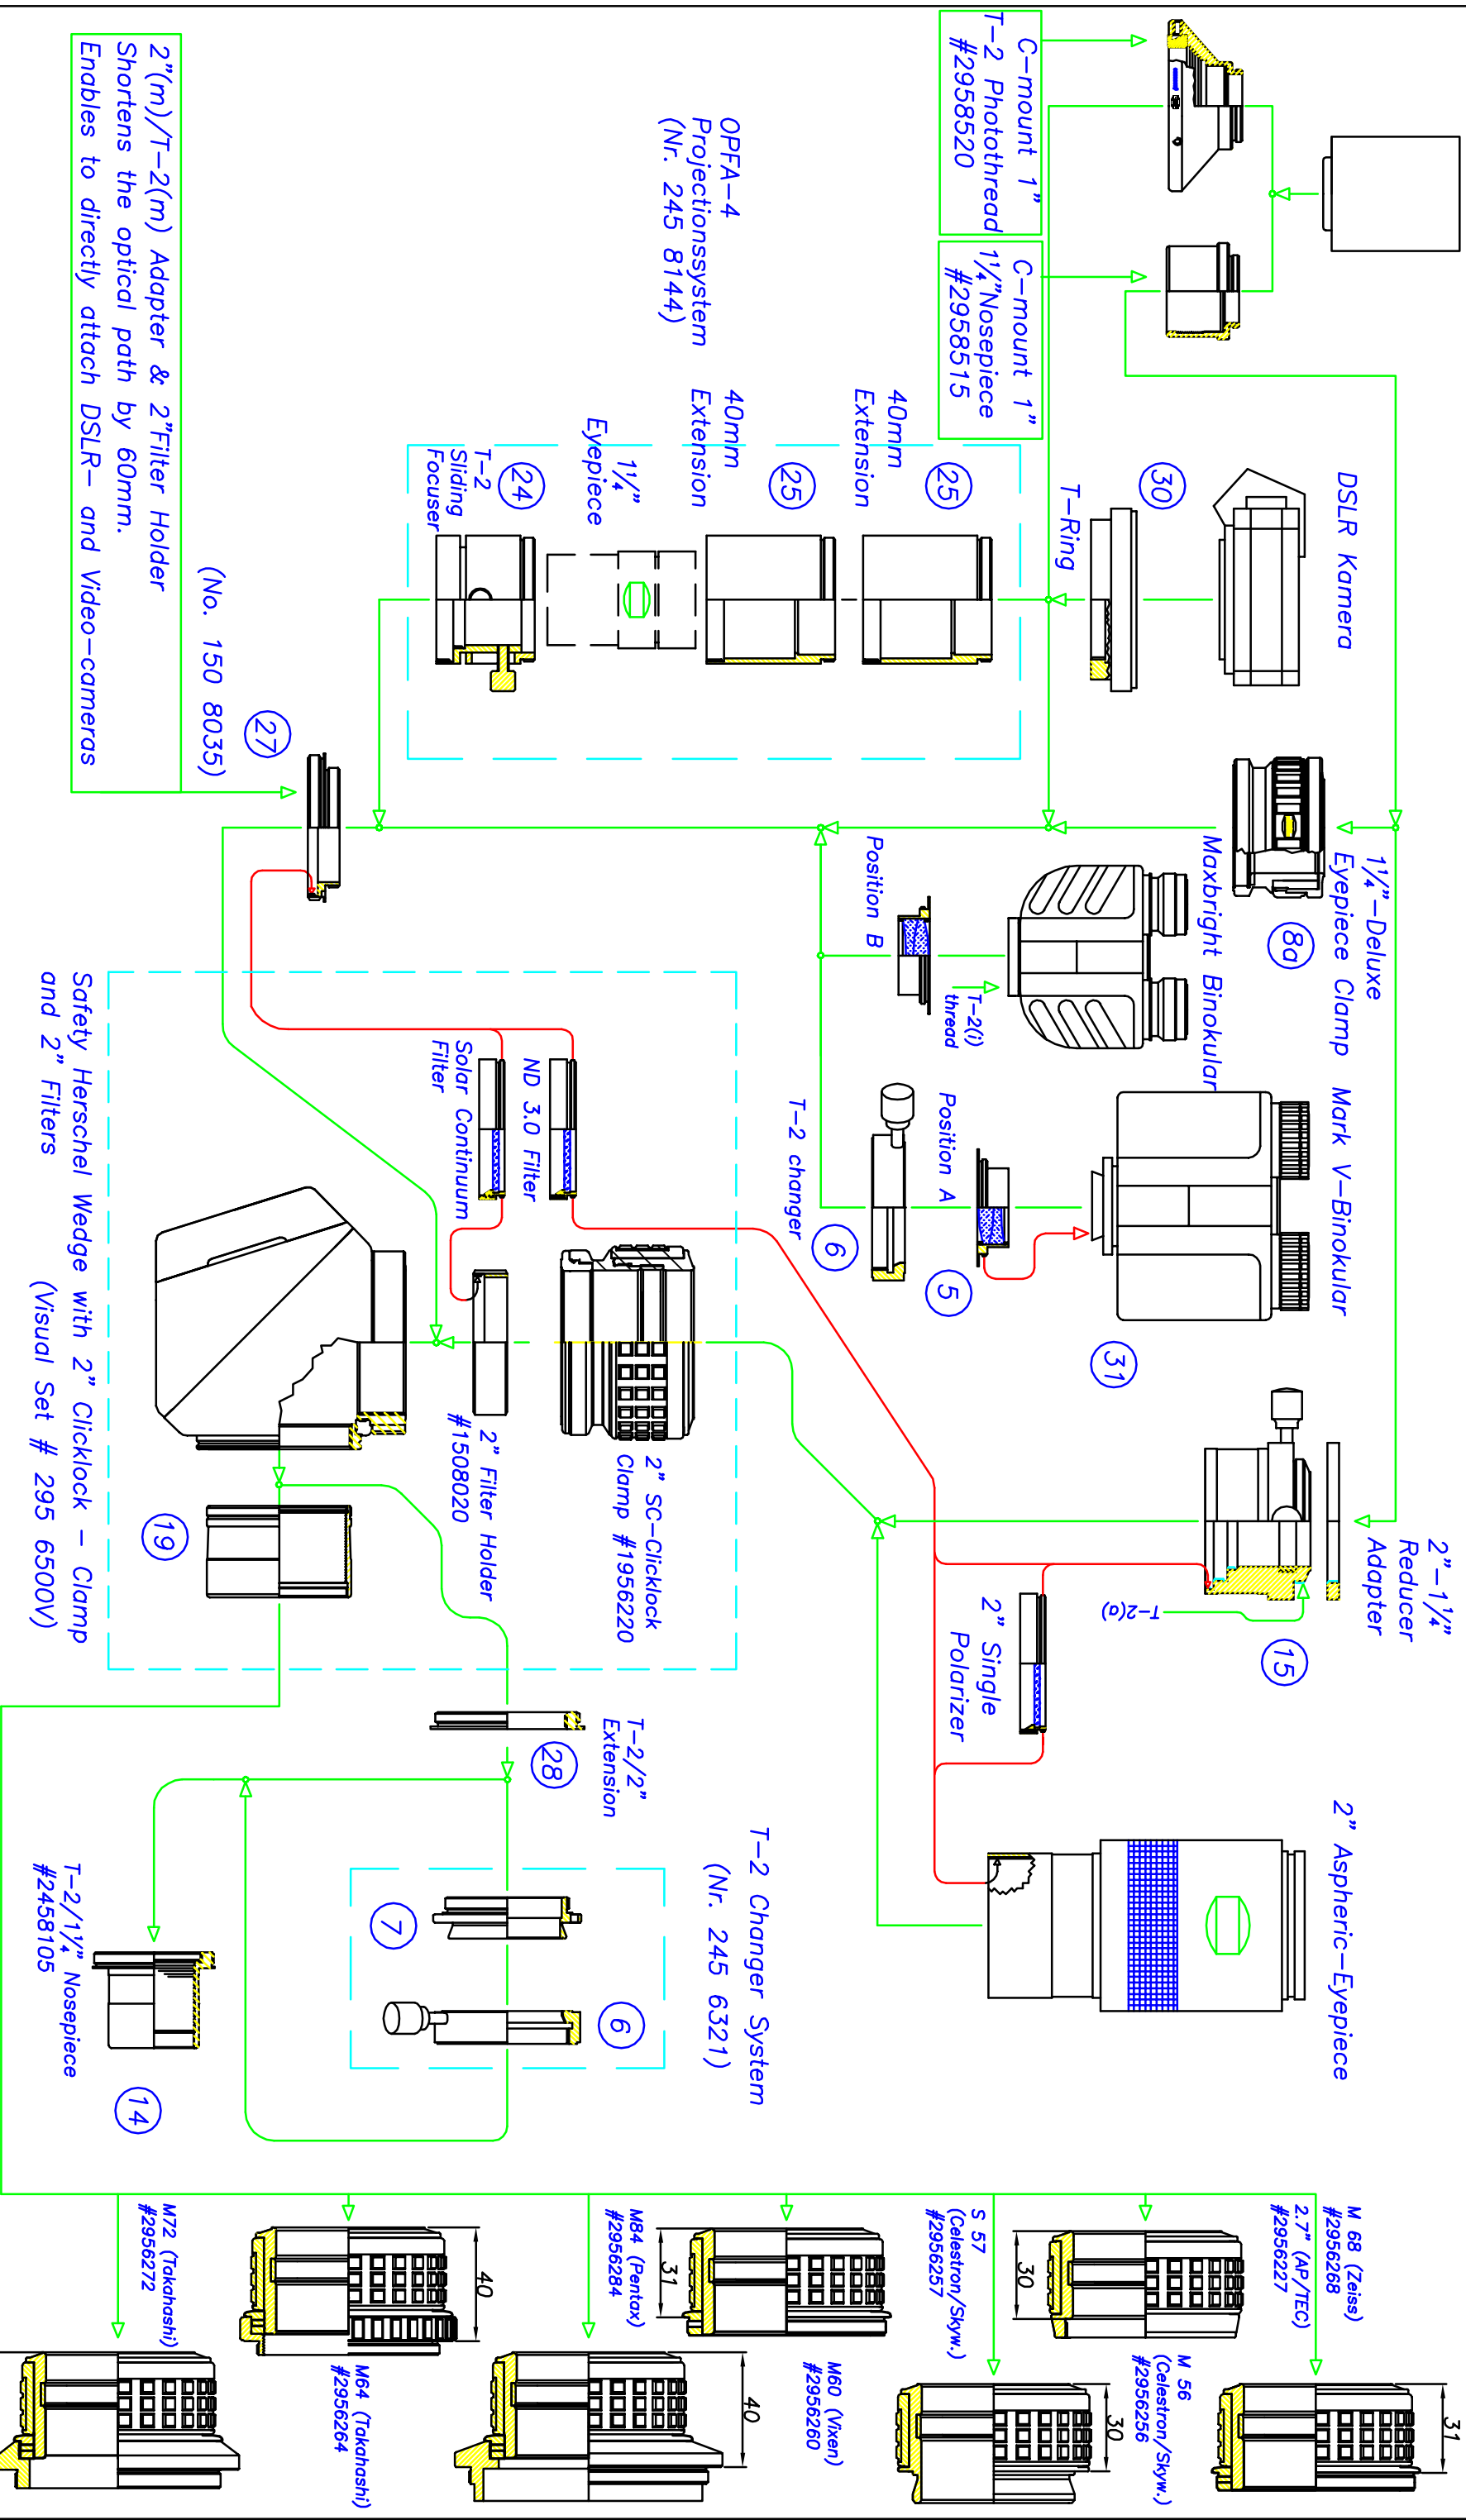 C-mount 1"
T-2 Photothread
#2958520
C-mount 1"
1¼"Nosepiece
#2958515
DSLR Kamera
30
T-Ring
OPFA-4
Projectionssystem
(Nr. 245 8144)
40mm
Extension
25
40mm
Extension
25
1¼"
Eyepiece
24
T-2
Sliding
Focuser
2"(m)/T-2(m) Adapter & 2"Filter Holder
Shortens the optical path by 60mm.
Enables to directly attach DSLR- and Video-cameras
(No. 150 8035)
27
1¼"-Deluxe
Eyepiece Clamp
8a
Maxbright Binokular
T-2(i)
thread
Position B
Mark V-Binokular
31
Position A
5
T-2 changer
6
2"-1¼"
Reducer
Adapter
15
T-2(a)
2" Single
Polarizer
2" Aspheric-Eyepiece
ND 3.0 Filter
Solar Continuum
Filter
2" SC-Clicklock
Clamp #1956220
2" Filter Holder
#1508020
19
Safety Herschel Wedge with 2" Clicklock - Clamp
and 2" Filters
(Visual Set # 295 6500V)
T-2/2"
Extension
28
T-2 Changer System
(Nr. 245 6321)
7
6
T-2/1¼" Nosepiece
#2458105
14
M 68 (Zeiss)
#2956268
2.7" (AP/TEC)
#2956227
31
M 56
(Celestron/Skyw.)
#2956256
30
S 57
(Celestron/Skyw.)
#2956257
30
M60 (Vixen)
#2956260
31
M84 (Pentax)
#2956284
40
M64 (Takahashi)
#2956264
40
M72 (Takahashi)
#2956272